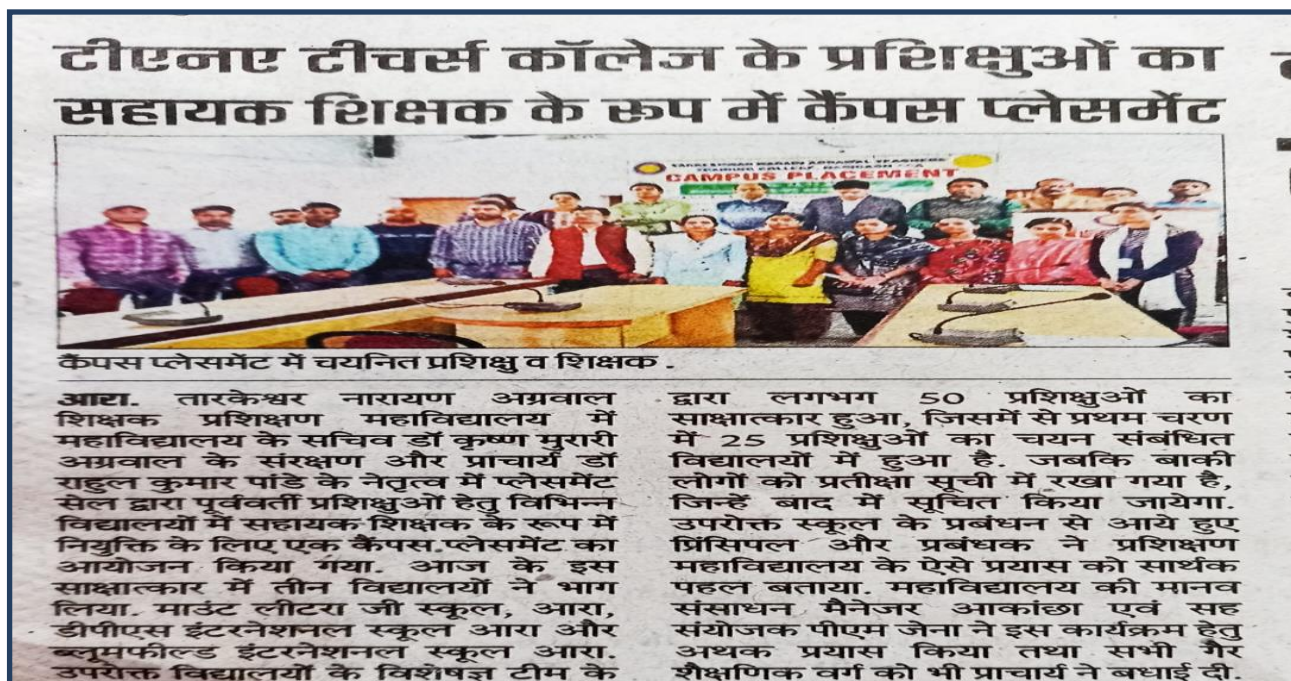 टीएनए टीचर्स कॉलेज के प्रशिक्षुओं का
सहायक शिक्षक के रूप में कैंपस प्लेसमेंट
CAMPUS PLACEMENT
कैंपस प्लेसमेंट में चयनित प्रशिक्षु व शिक्षक .
आरा. तारकेश्वर नारायण अग्रवाल
शिक्षक प्रशिक्षण महाविद्यालय में
महाविद्यालय के सचिव डॉ कृष्ण मुरारी
अग्रवाल के संरक्षण और प्राचार्य डॉ
राहुल कुमार पांडे के नेतृत्व में प्लेसमेंट
सेल द्वारा पूर्ववर्ती प्रशिक्षुओं हेतु विभिन्न
विद्यालयों में सहायक शिक्षक के रूप में
नियुक्ति के लिए एक कैंपस प्लेसमेंट का
आयोजन किया गया. आज के इस
साक्षात्कार में तीन विद्यालयों ने भाग
लिया. माउंट लीटरा जी स्कूल, आरा,
डीपीएस इंटरनेशनल स्कूल आरा और
ब्लूमफील्ड इंटरनेशनल स्कूल आरा.
उपरोक्त विद्यालयों के विशेषज्ञ टीम के
द्वारा लगभग 50 प्रशिक्षुओं का
साक्षात्कार हुआ, जिसमें से प्रथम चरण
में 25 प्रशिक्षुओं का चयन संबंधित
विद्यालयों में हुआ है. जबकि बाकी
लोगों को प्रतीक्षा सूची में रखा गया है,
जिन्हें बाद में सूचित किया जायेगा.
उपरोक्त स्कूल के प्रबंधन से आये हुए
प्रिंसिपल और प्रबंधक ने प्रशिक्षण
महाविद्यालय के ऐसे प्रयास को सार्थक
पहल बताया. महाविद्यालय की मानव
संसाधन मैनेजर आकांछा एवं सह
संयोजक पीएम जेना ने इस कार्यक्रम हेतु
अथक प्रयास किया तथा सभी गैर
शैक्षणिक वर्ग को भी प्राचार्य ने बधाई दी.